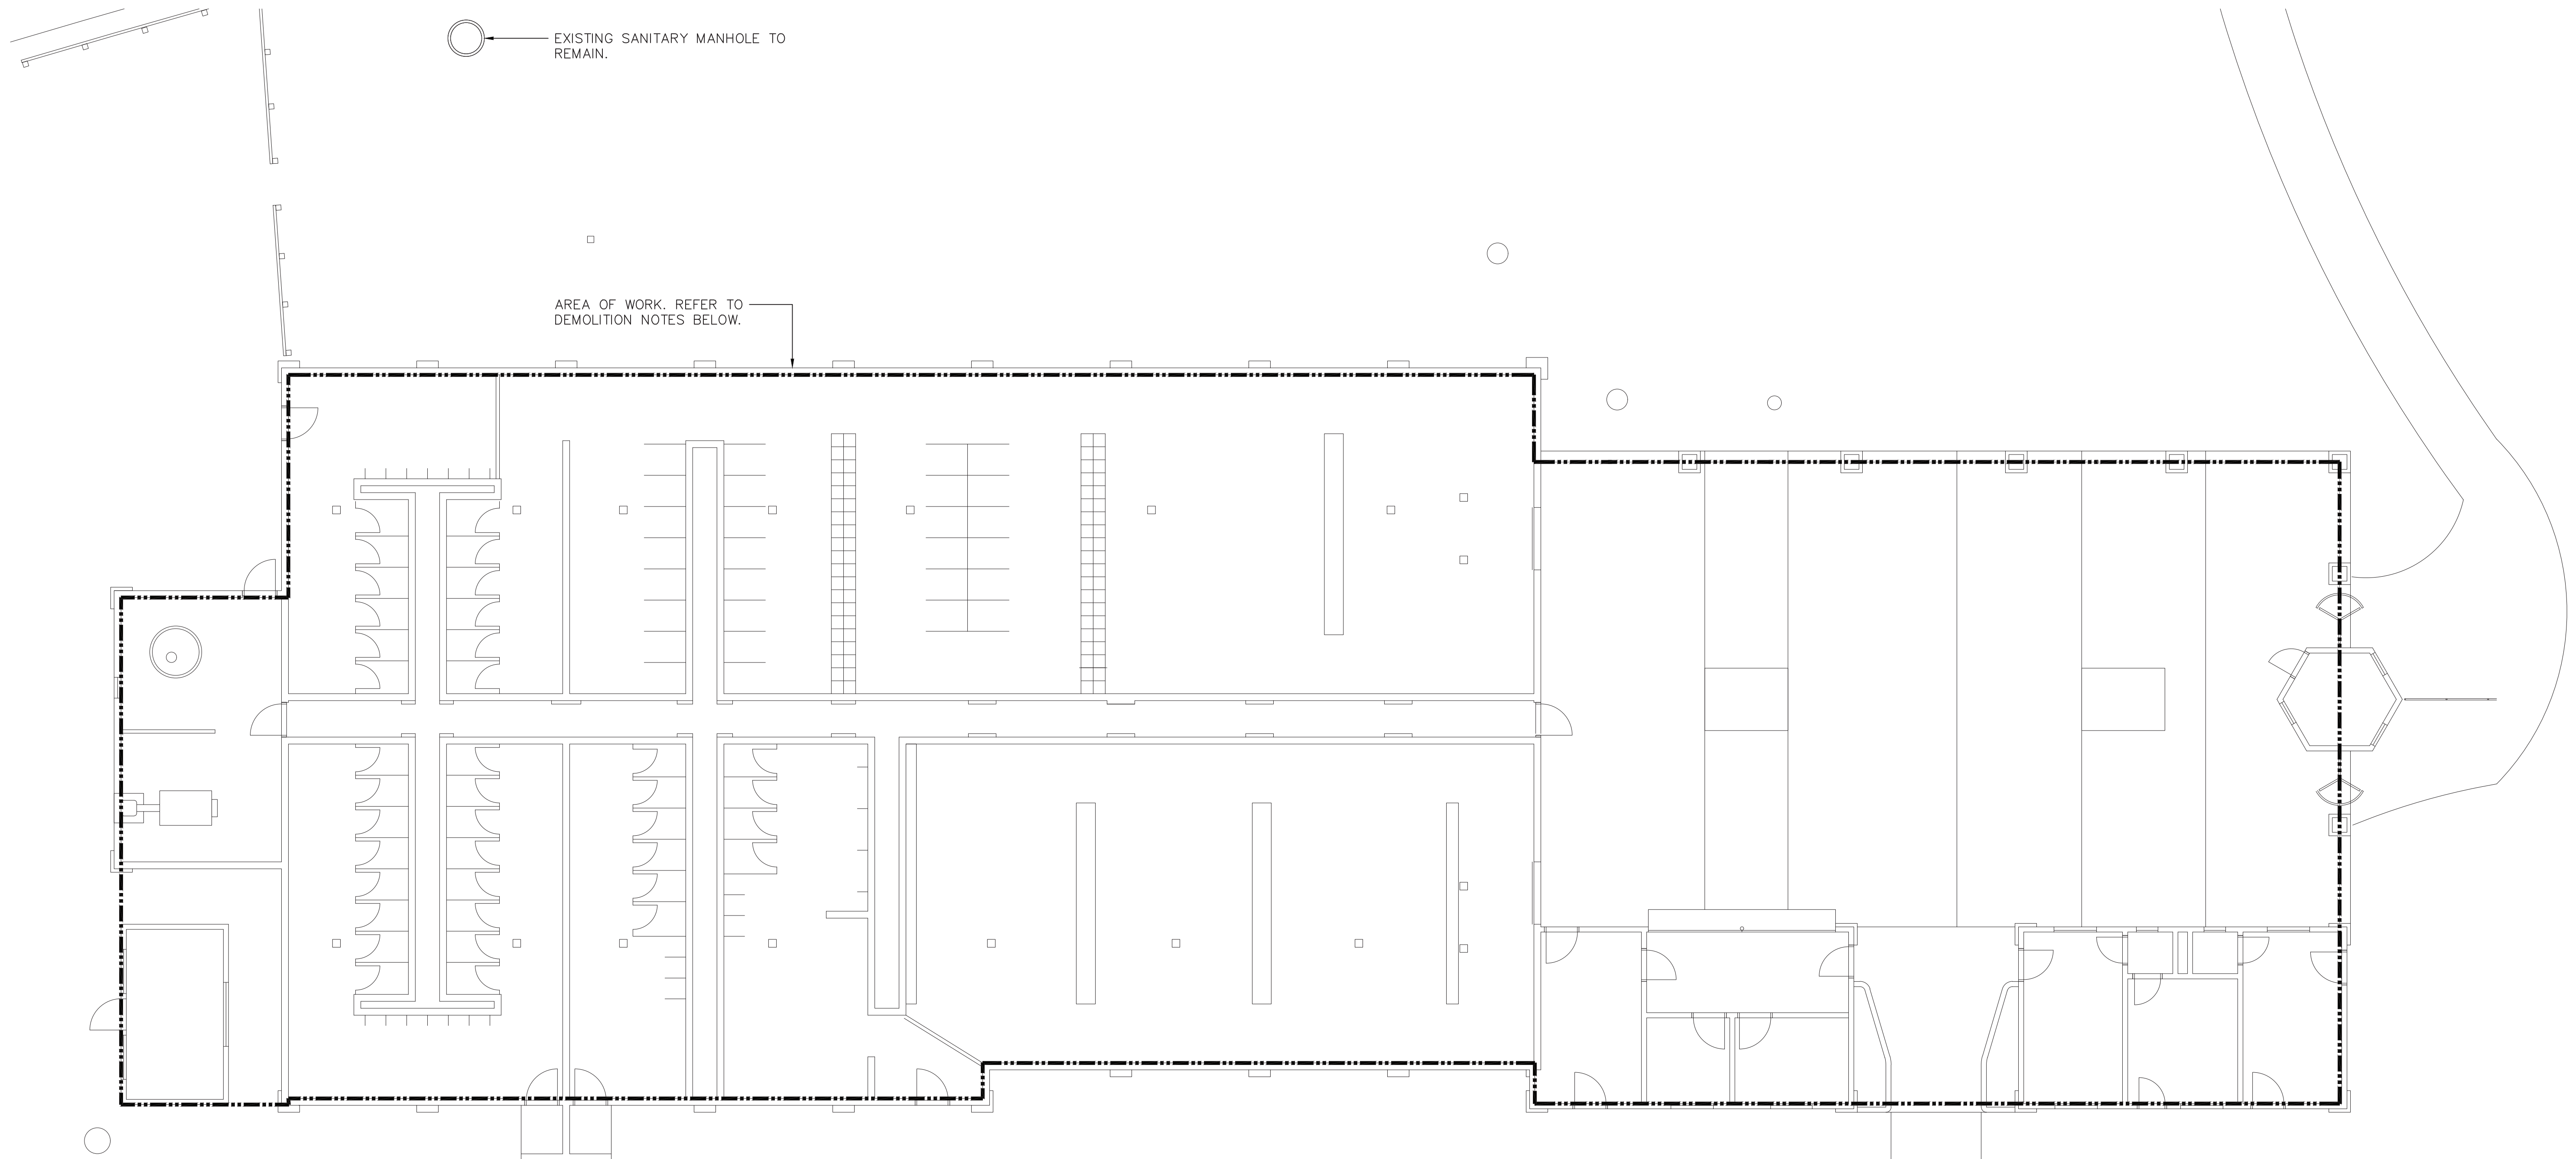 EXISTING SANITARY MANHOLE TO
REMAIN.
AREA OF WORK. REFER TO
DEMOLITION NOTES BELOW.